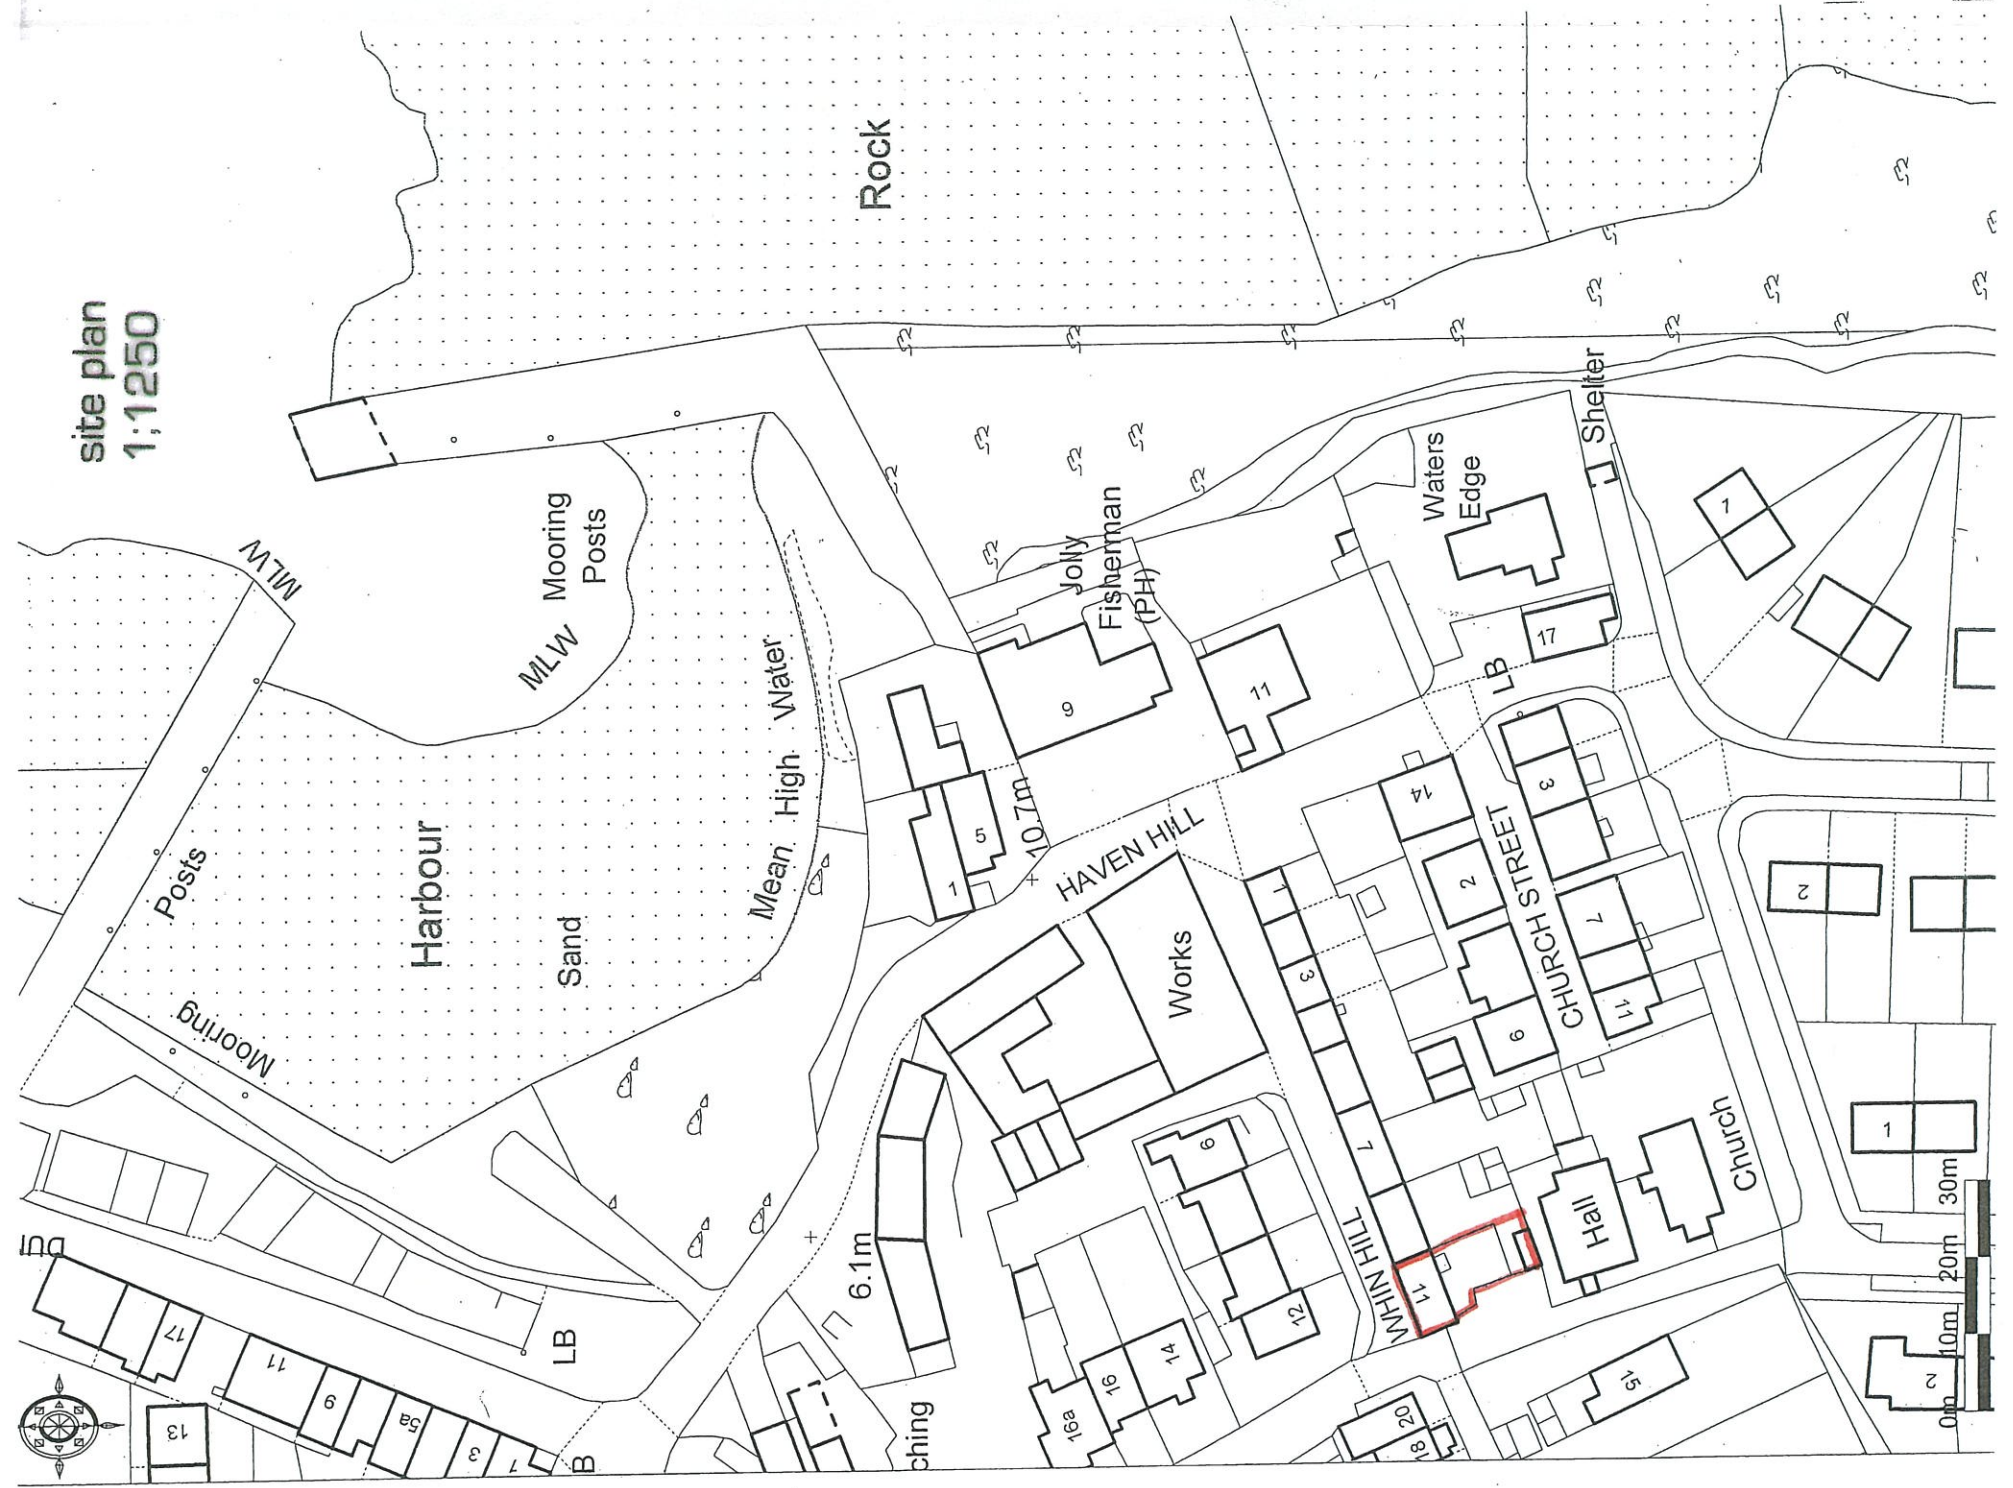 site plan
1:1250
Rock
MLW
Mooring
Posts
MLW
Posts
Harbour
Sand
Mooring
Mean High Water
Jolly
Fisherman
(PH)
Waters
Edge
Shelter
9
11
17
LB
1
5
10.7m
HAVEN HILL
Works
1
3
7
11
WHIN HILL
14
2
6
CHURCH STREET
3
7
11
Hall
Church
6
12
14
16
16a
6.1m
ching
LB
B
17
11
9
5a
3
1
13
20
18
15
1
2
1
2
0m
10m
20m
30m